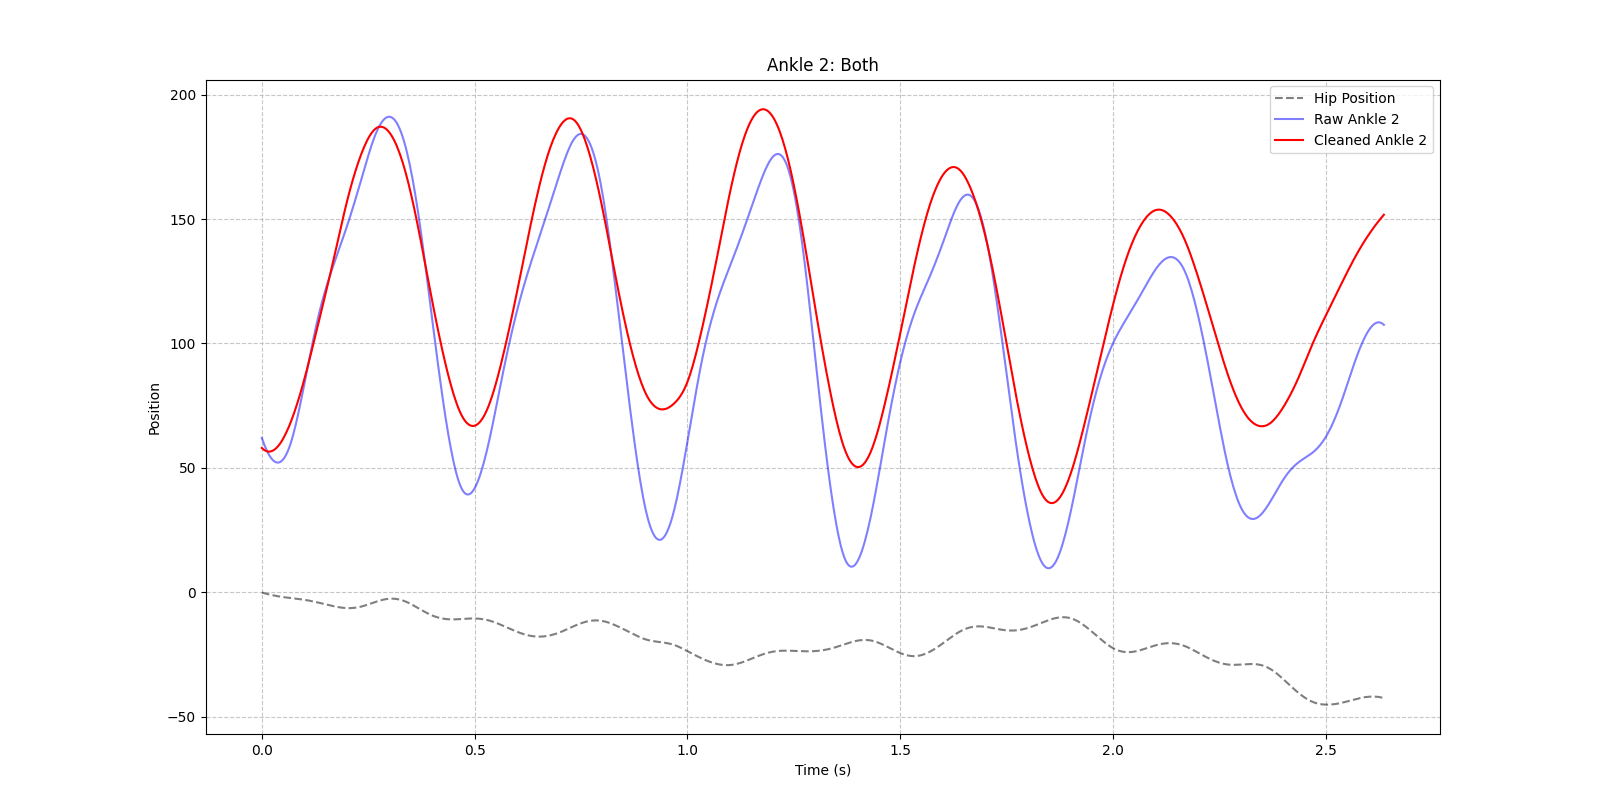 Ankle 2: Both
Hip Position
Raw Ankle 2
Cleaned Ankle 2
Position
200
150
100
50
0
−50
0.0 0.5 1.0 1.5 2.0 2.5
Time (s)